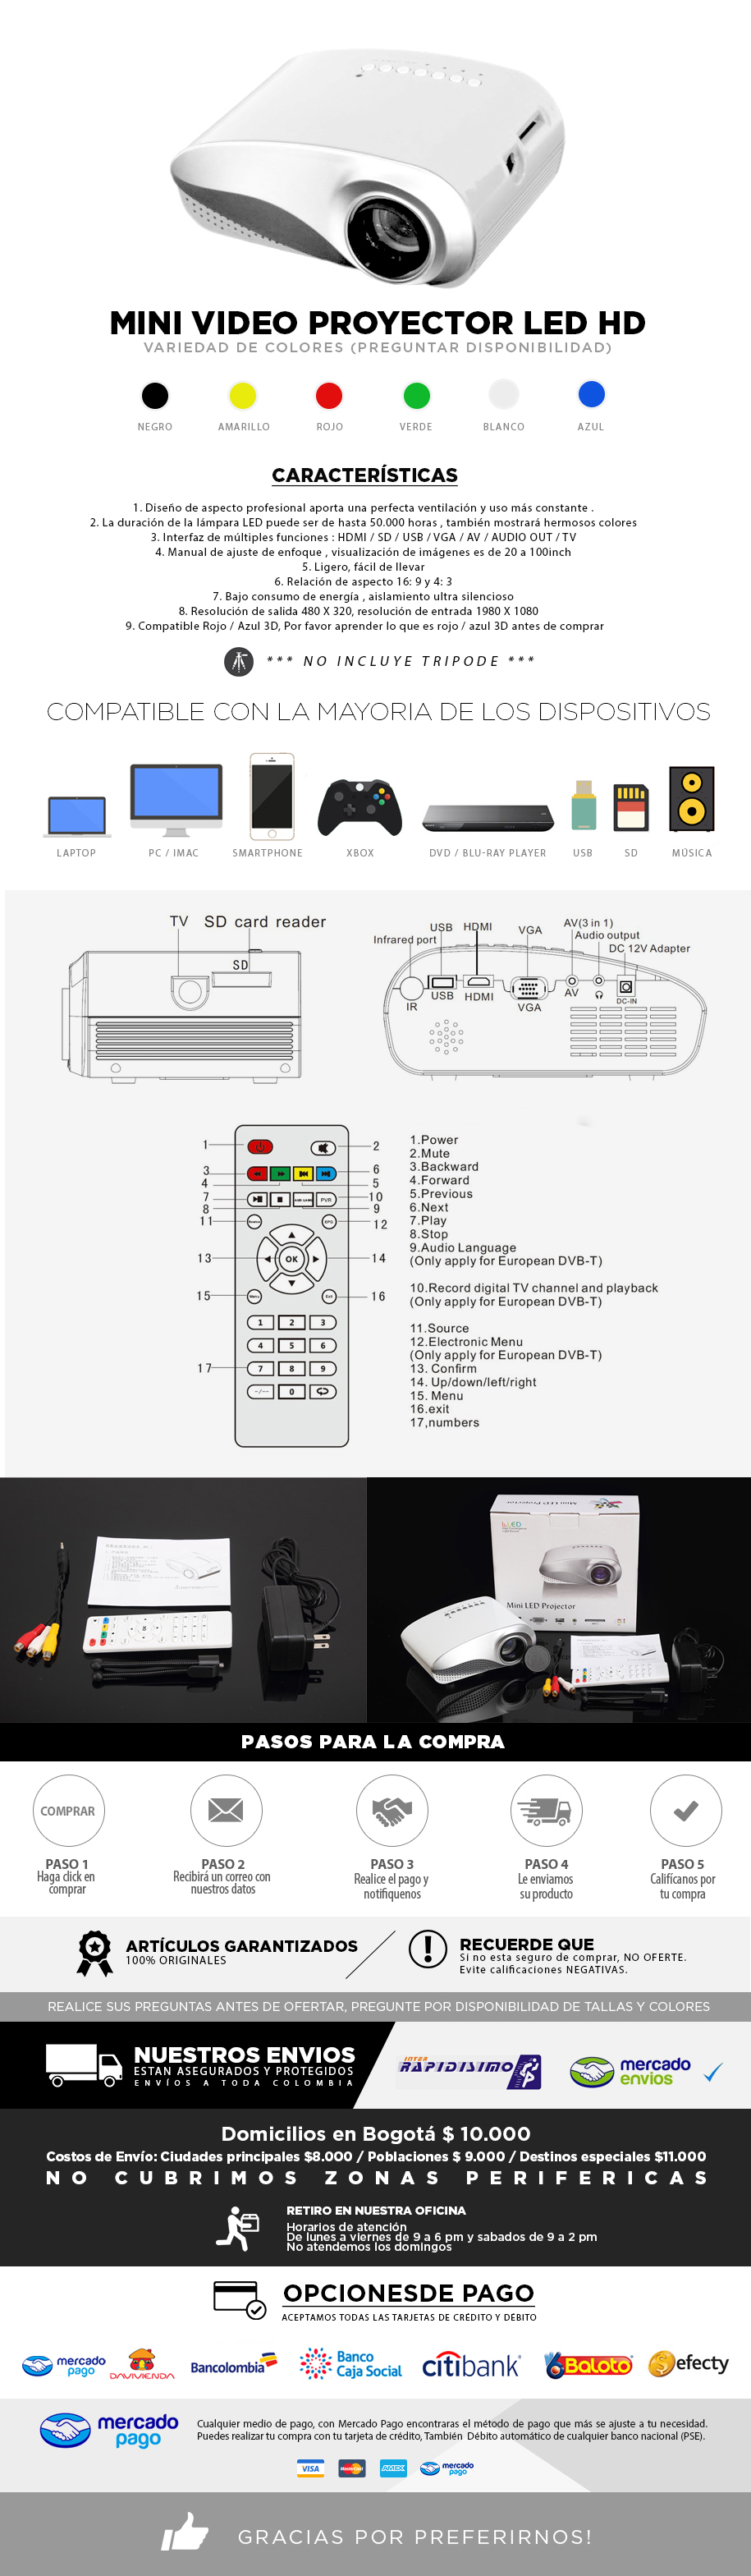 MINI VIDEO PROYECTOR LED HD
VARIEDAD DE COLORES (PREGUNTAR DISPONIBILIDAD)
NEGRO AMARILLO ROJO VERDE BLANCO AZUL
CARACTERÍSTICAS
1. Diseño de aspecto profesional aporta una perfecta ventilación y uso más constante .
2. La duración de la lámpara LED puede ser de hasta 50.000 horas , también mostrará hermosos colores
3. Interfaz de múltiples funciones : HDMI / SD / USB / VGA / AV / AUDIO OUT / TV
4. Manual de ajuste de enfoque , visualización de imágenes es de 20 a 100inch
5. Ligero, fácil de llevar
6. Relación de aspecto 16: 9 y 4: 3
7. Bajo consumo de energía , aislamiento ultra silencioso
8. Resolución de salida 480 X 320, resolución de entrada 1980 X 1080
9. Compatible Rojo / Azul 3D, Por favor aprender lo que es rojo / azul 3D antes de comprar
*** NO INCLUYE TRIPODE ***
COMPATIBLE CON LA MAYORIA DE LOS DISPOSITIVOS
LAPTOP PC / IMAC SMARTPHONE XBOX DVD / BLU-RAY PLAYER USB SD MÚSICA
TV SD card reader
SD
Infrared port USB HDMI VGA AV(3 in 1)
Audio output
DC 12V Adapter
IR USB HDMI VGA AV DC-IN
1 2
3 6
4 5
7 10
8 9
11 12
13 14
15 16
17
PVR
EPG
OK
Menu Exit
1 2 3
4 5 6
7 8 9
-/-- 0
1.Power
2.Mute
3.Backward
4.Forward
5.Previous
6.Next
7.Play
8.Stop
9.Audio Language
(Only apply for European DVB-T)
10.Record digital TV channel and playback
(Only apply for European DVB-T)
11.Source
12.Electronic Menu
(Only apply for European DVB-T)
13. Confirm
14. Up/down/left/right
15. Menu
16.exit
17,numbers
Mini LED Projector
LED
Mini LED Projector
PASOS PARA LA COMPRA
COMPRAR
PASO 1
Haga click en
comprar
PASO 2
Recibirá un correo con
nuestros datos
PASO 3
Realice el pago y
notifiquenos
PASO 4
Le enviamos
su producto
PASO 5
Califícanos por
tu compra
ARTÍCULOS GARANTIZADOS
100% ORIGINALES
RECUERDE QUE
Si no esta seguro de comprar, NO OFERTE.
Evite calificaciones NEGATIVAS.
REALICE SUS PREGUNTAS ANTES DE OFERTAR, PREGUNTE POR DISPONIBILIDAD DE TALLAS Y COLORES
NUESTROS ENVIOS
ESTAN ASEGURADOS Y PROTEGIDOS
ENVÍOS A TODA COLOMBIA
INTER
RAPIDISIMO
mercado
envios
Domicilios en Bogotá $ 10.000
Costos de Envío: Ciudades principales $8.000 / Poblaciones $ 9.000 / Destinos especiales $11.000
NO CUBRIMOS ZONAS PERIFERICAS
RETIRO EN NUESTRA OFICINA
Horarios de atención
De lunes a viernes de 9 a 6 pm y sabados de 9 a 2 pm
No atendemos los domingos
OPCIONESDE PAGO
ACEPTAMOS TODAS LAS TARJETAS DE CRÉDITO Y DÉBITO
mercado
pago
DAVIVIENDA
Bancolombia
Banco
Caja Social
citibank
Baloto
efecty
mercado
pago
Cualquier medio de pago, con Mercado Pago encontraras el método de pago que más se ajuste a tu necesidad.
Puedes realizar tu compra con tu tarjeta de crédito, También Débito automático de cualquier banco nacional (PSE).
VISA MasterCard AMEX mercado
pago
GRACIAS POR PREFERIRNOS!